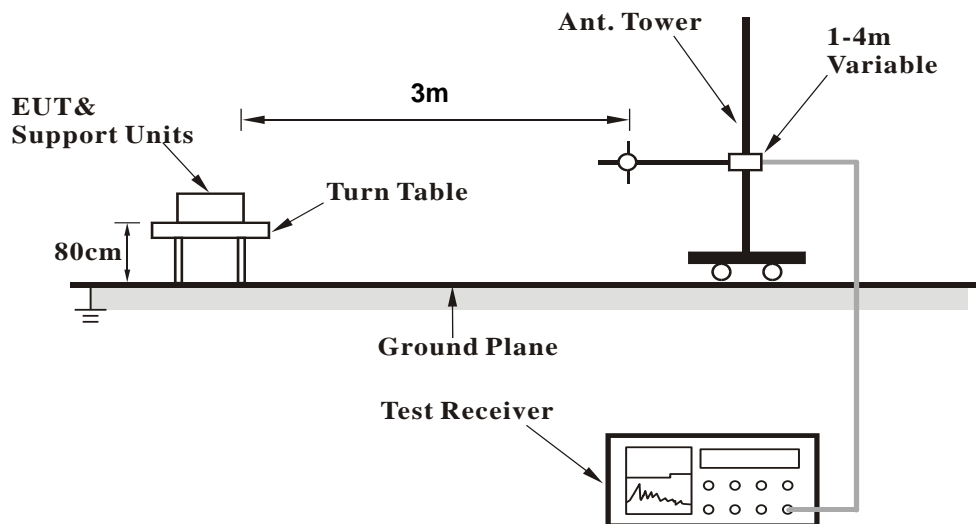 Ant. Tower
1-4m
Variable
3m
EUT&
Support Units
Turn Table
80cm
Ground Plane
Test Receiver